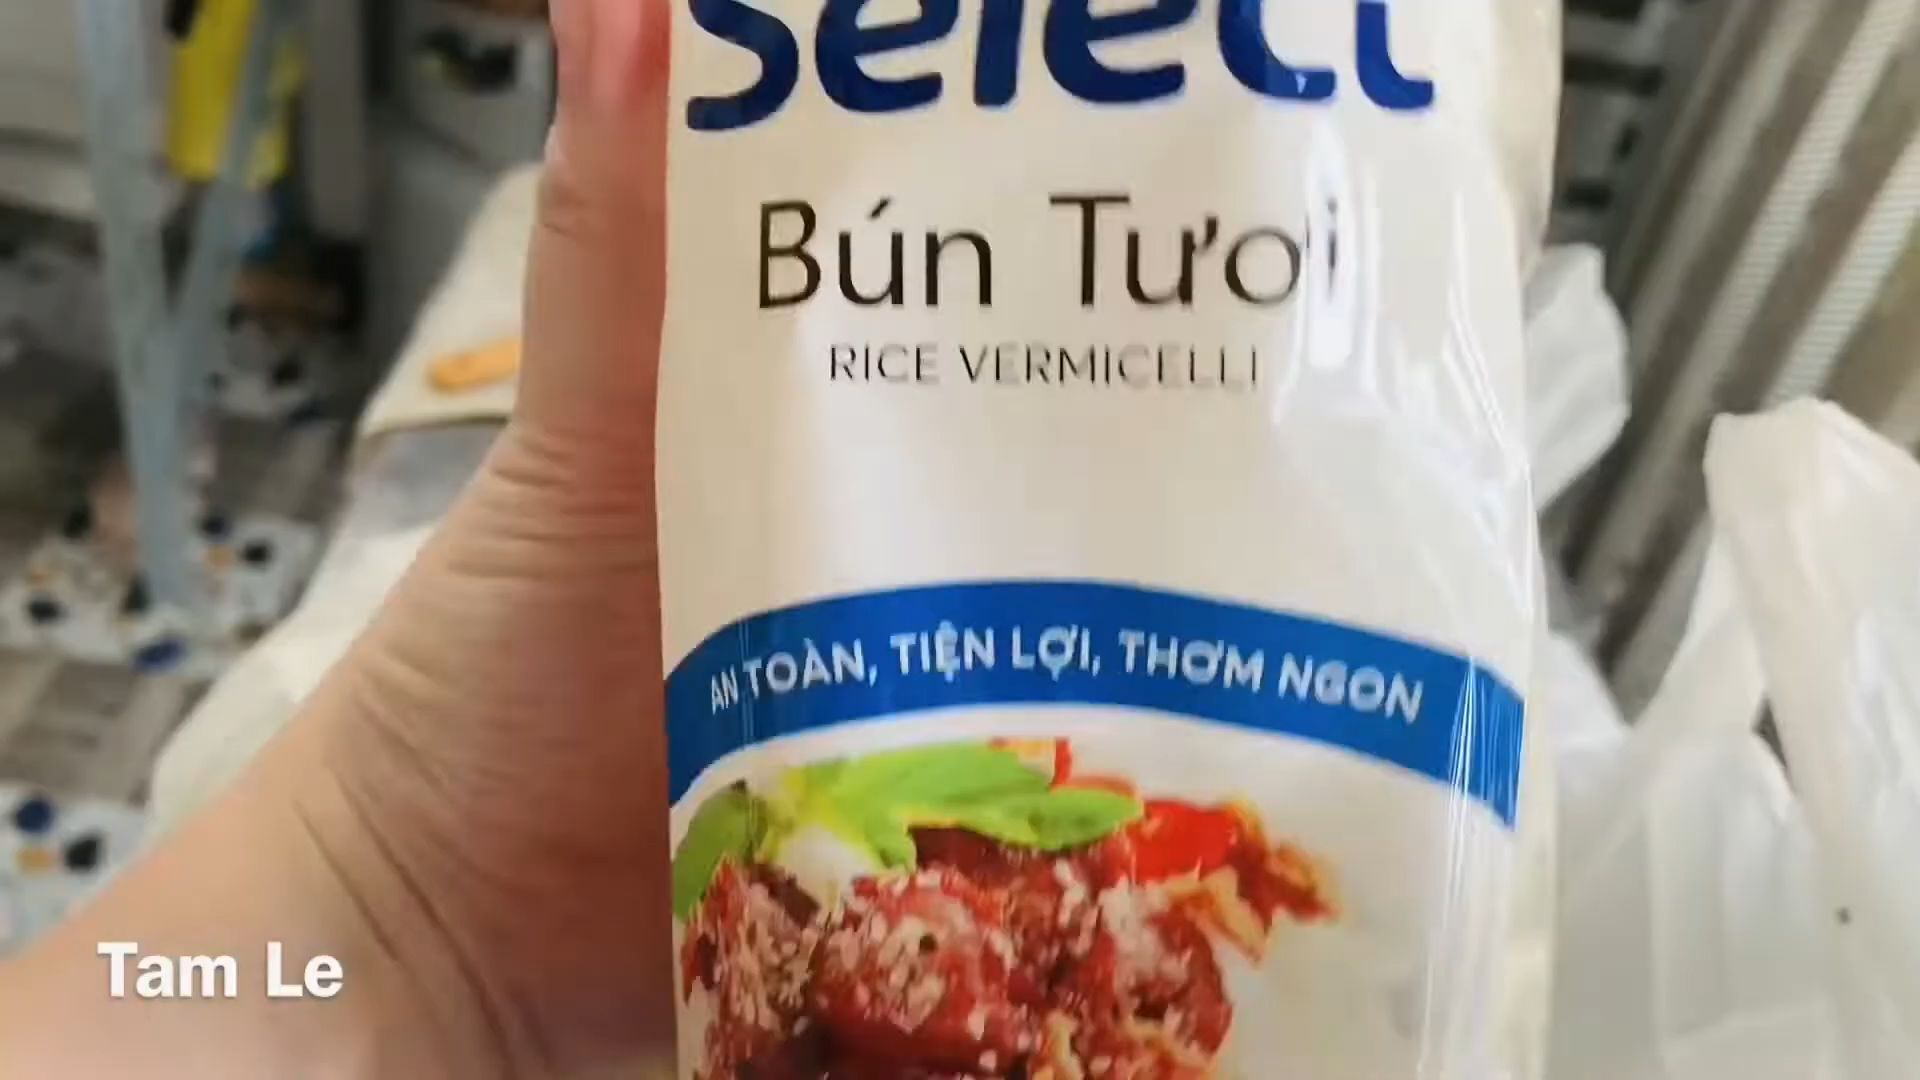 Select
Bún Tươi
RICE VERMICELLI
AN TOÀN, TIỆN LỢI, THƠM NGON
Tam Le